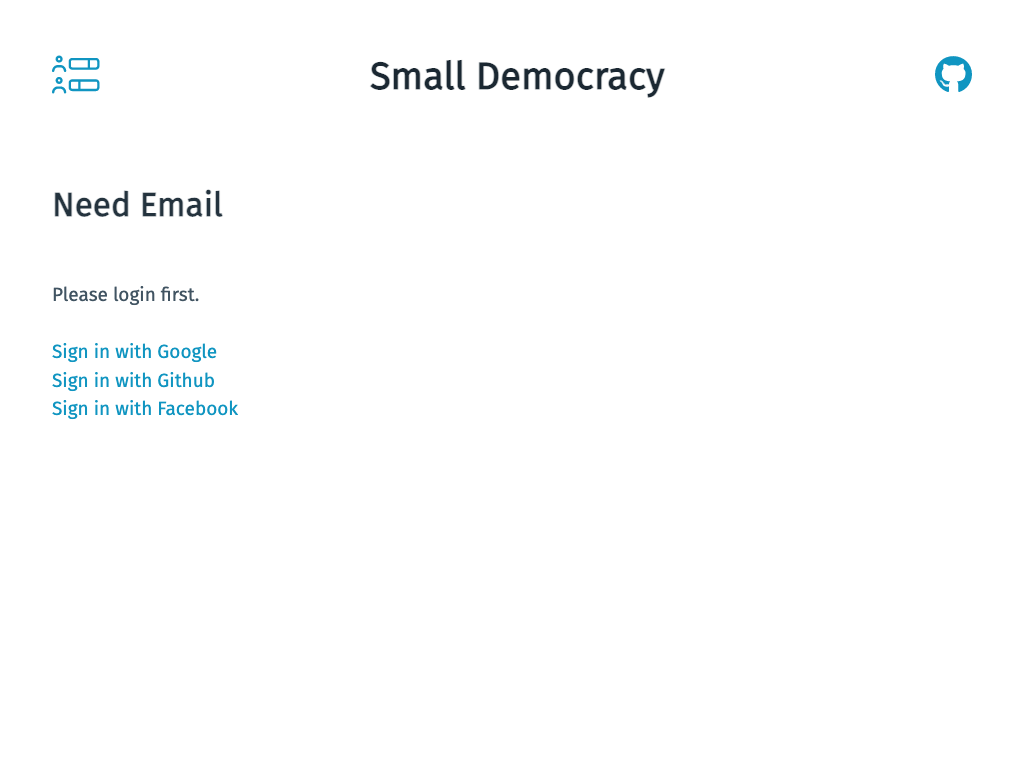 Small Democracy
Need Email
Please login first.
Sign in with Google
Sign in with Github
Sign in with Facebook